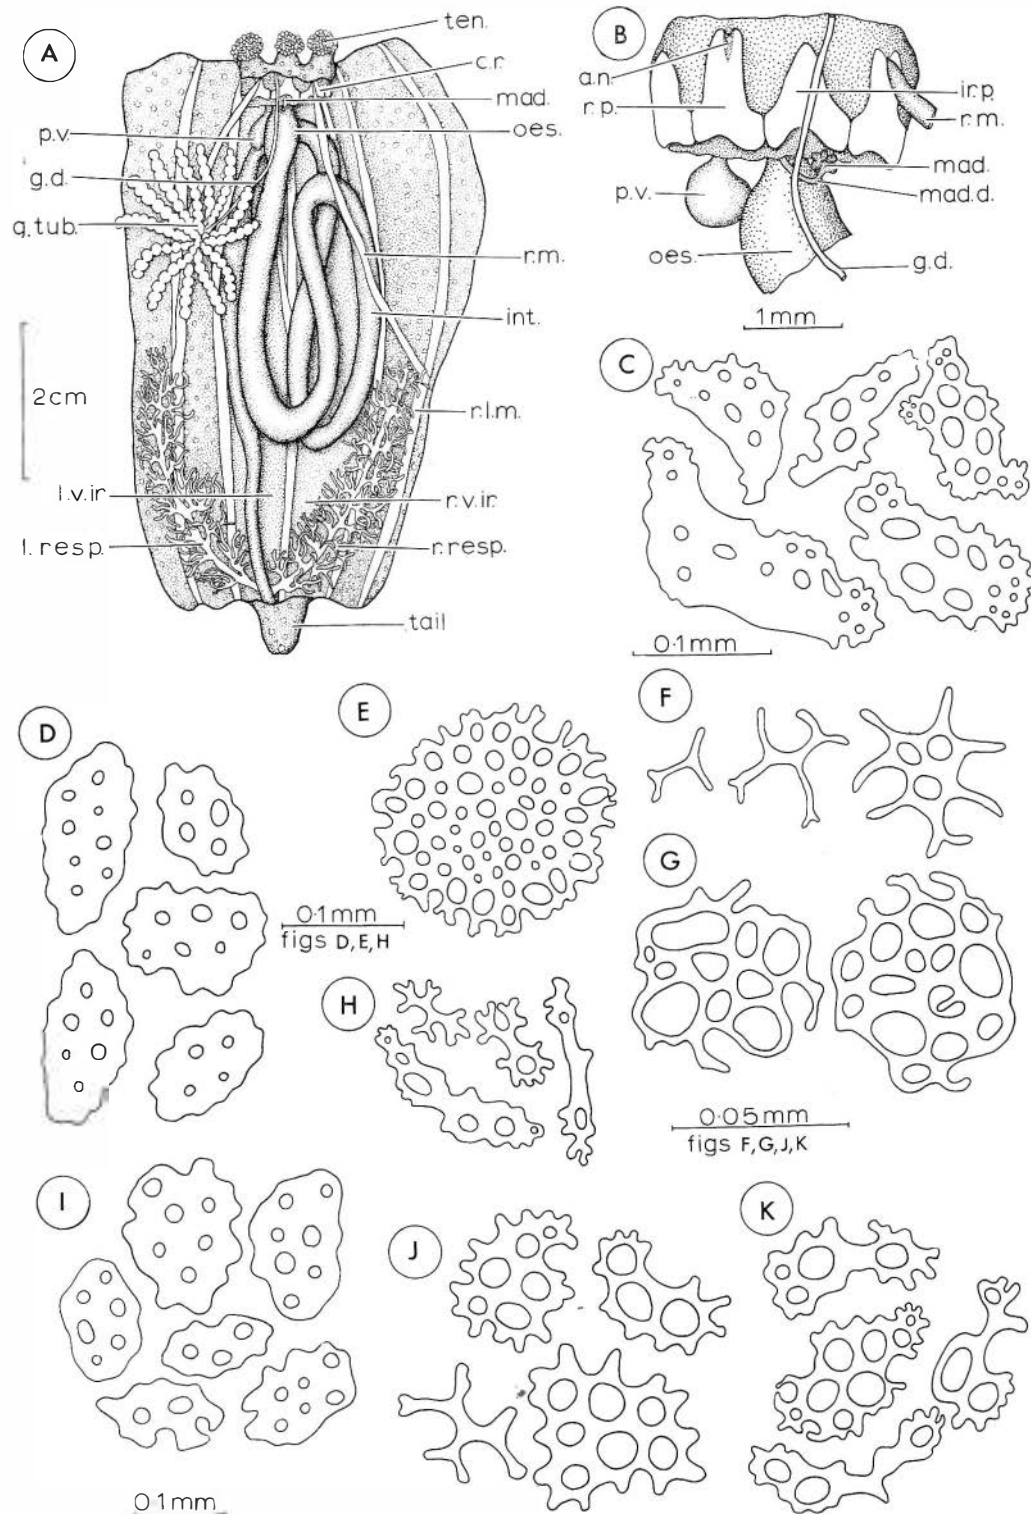 A
ten.
c.r.
mad.
oes.
p.v.
g.d.
g.tub.
r.m.
int.
2cm
r.l.m.
l.v.ir.
r.v.ir.
l.resp.
r.resp.
tail
B
a.n.
r.p.
ir.p.
r.m.
mad.
mad.d.
p.v.
oes.
g.d.
1mm
C
0·1mm
D
E
0·1mm
figs D,E,H
F
G
H
0·05mm
figs F,G,J,K
I
J
K
0·1mm